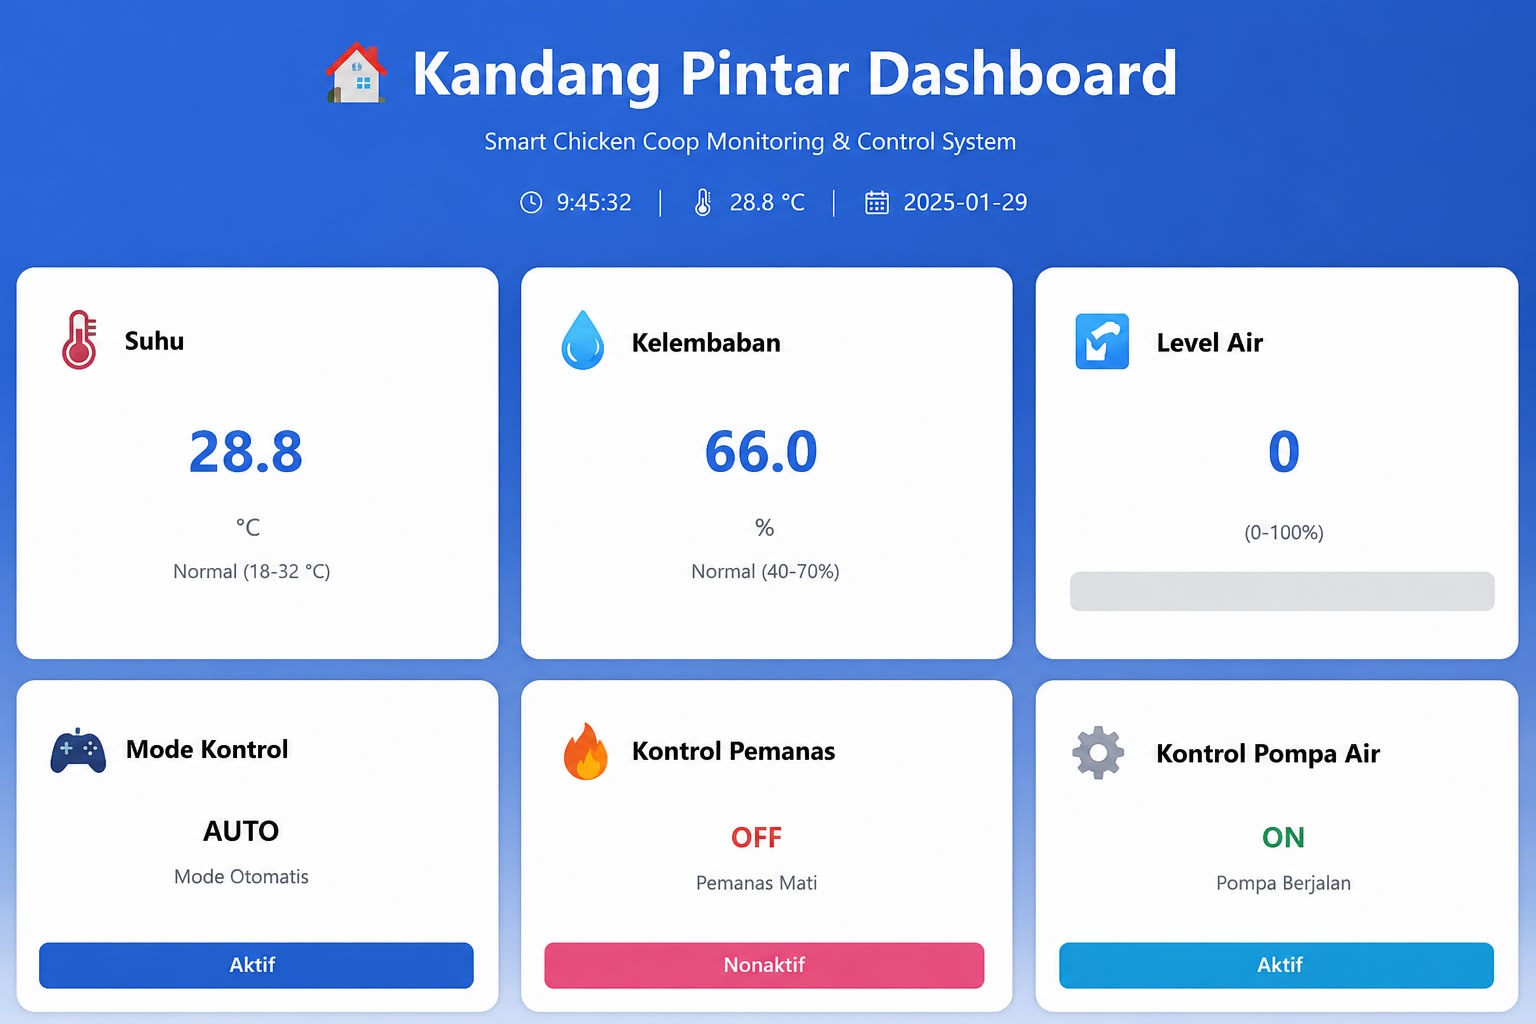 Kandang Pintar Dashboard
Smart Chicken Coop Monitoring & Control System
9:45:32 | 28.8 °C | 2025-01-29
Suhu
28.8
°C
Normal (18-32 °C)
Kelembaban
66.0
%
Normal (40-70%)
Level Air
0
(0-100%)
Mode Kontrol
AUTO
Mode Otomatis
Aktif
Kontrol Pemanas
OFF
Pemanas Mati
Nonaktif
Kontrol Pompa Air
ON
Pompa Berjalan
Aktif